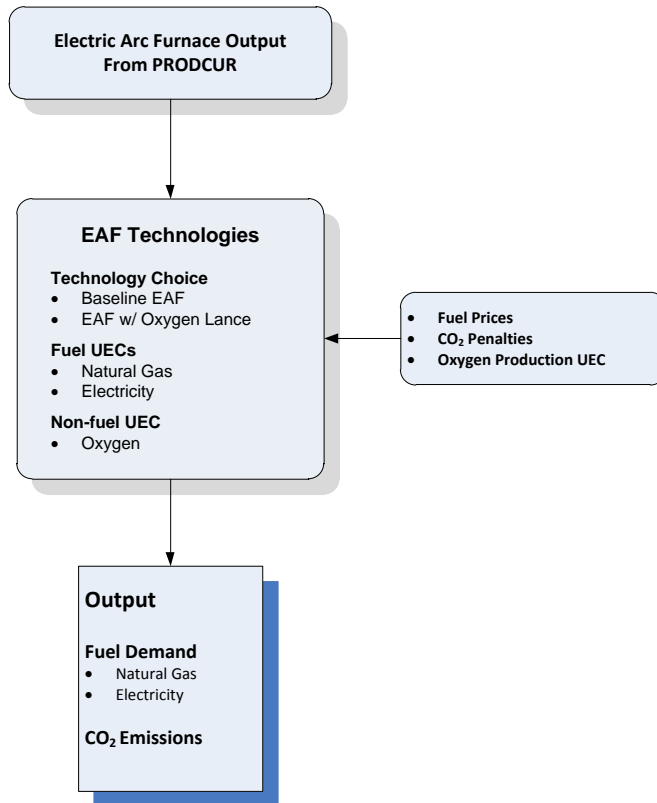 Electric Arc Furnace Output
From PRODCUR
EAF Technologies
Technology Choice
• Baseline EAF
• EAF w/ Oxygen Lance
Fuel UECs
• Natural Gas
• Electricity
Non-fuel UEC
• Oxygen
• Fuel Prices
• CO₂ Penalties
• Oxygen Production UEC
Output
Fuel Demand
• Natural Gas
• Electricity
CO₂ Emissions